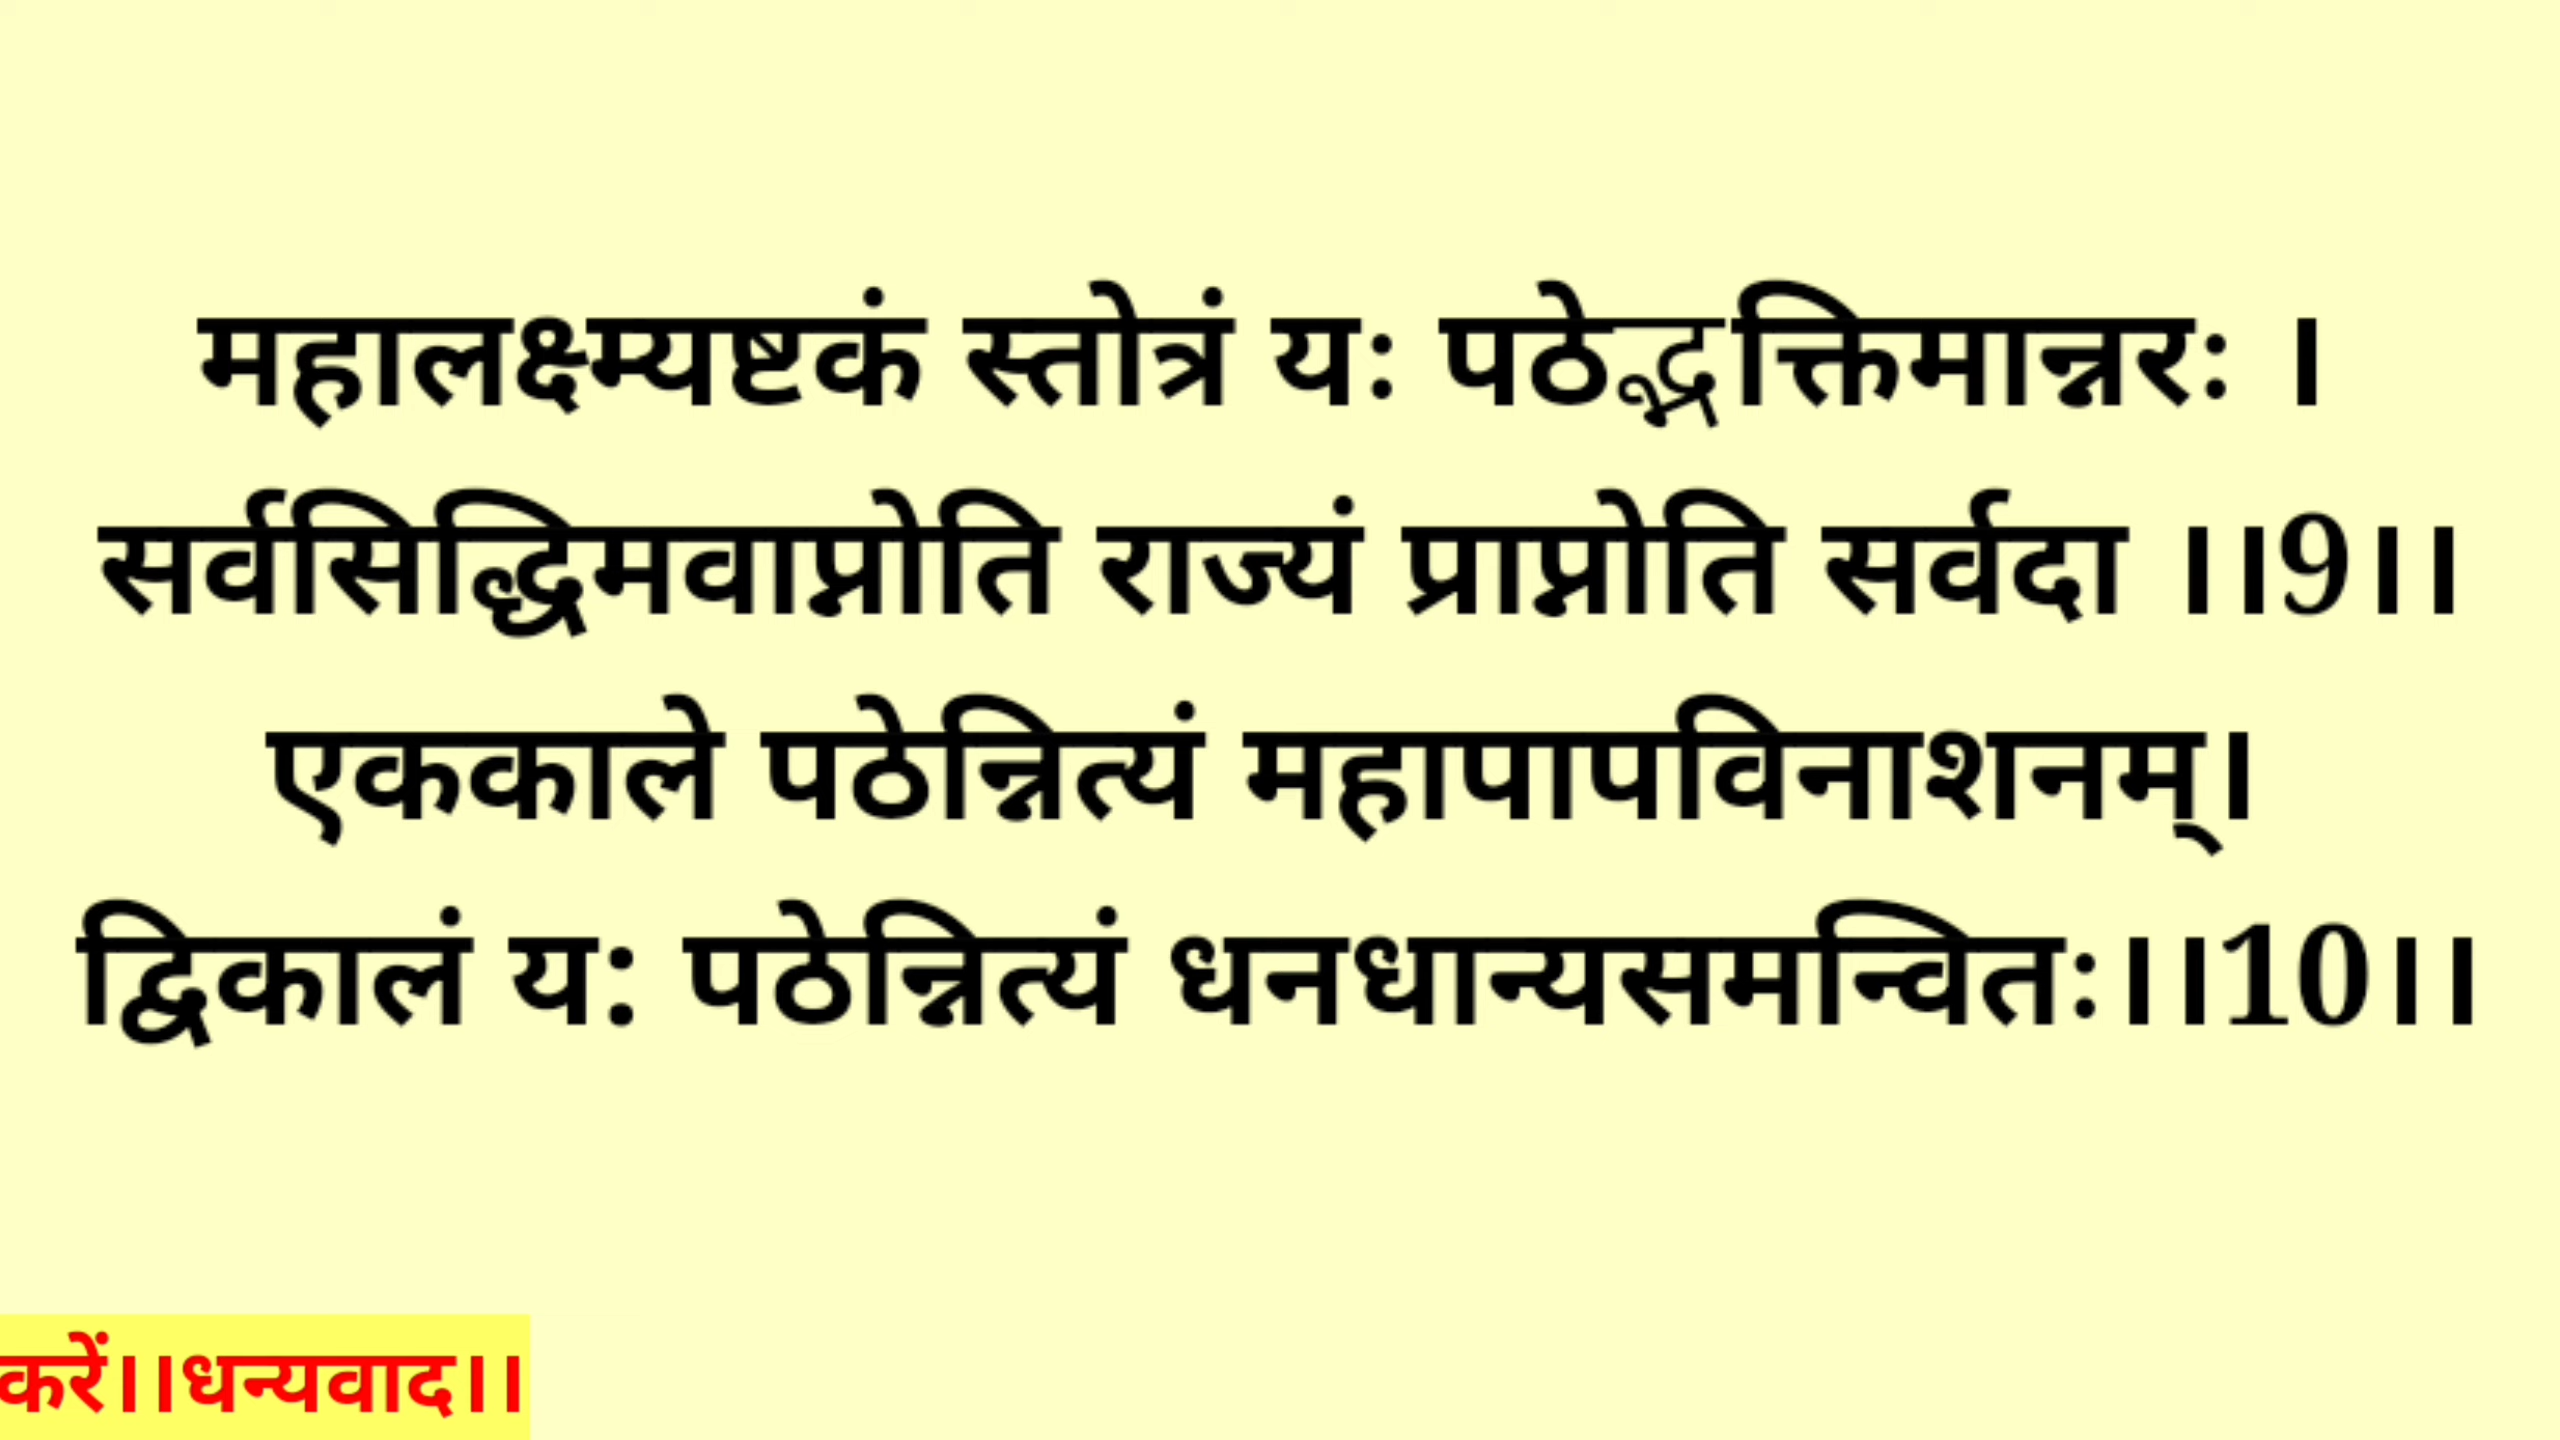 महालक्ष्म्यष्टकं स्तोत्रं यः पठेद्भक्तिमान्नरः ।
सर्वसिद्धिमवाप्नोति राज्यं प्राप्नोति सर्वदा ।।9।।
एककाले पठेन्नित्यं महापापविनाशनम्।
द्विकालं य: पठेन्नित्यं धनधान्यसमन्वितः।।10।।
करें।।धन्यवाद।।